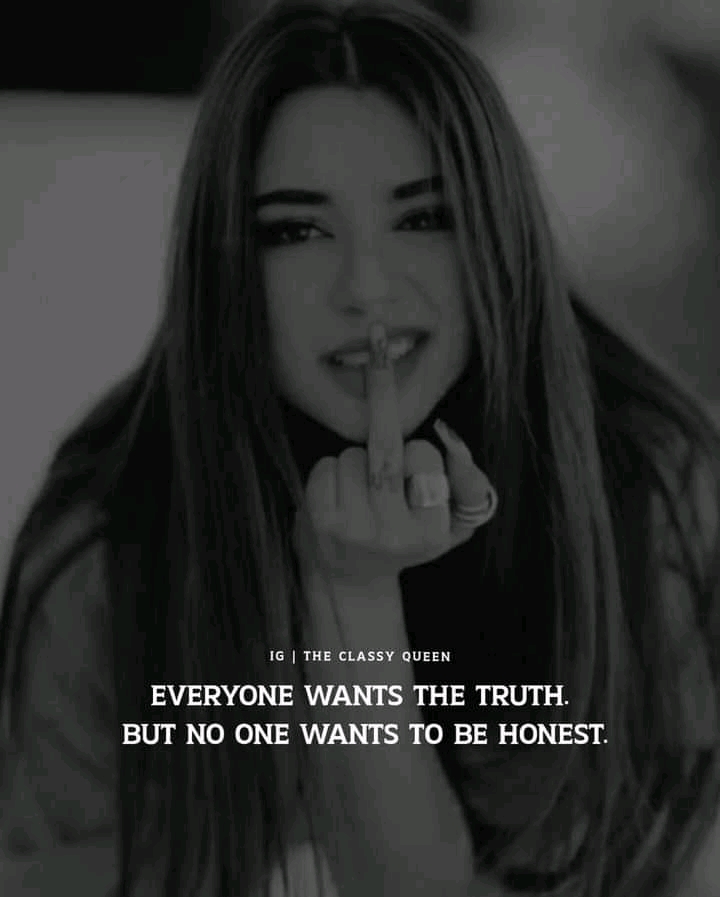 IG | THE CLASSY QUEEN
EVERYONE WANTS THE TRUTH.
BUT NO ONE WANTS TO BE HONEST.